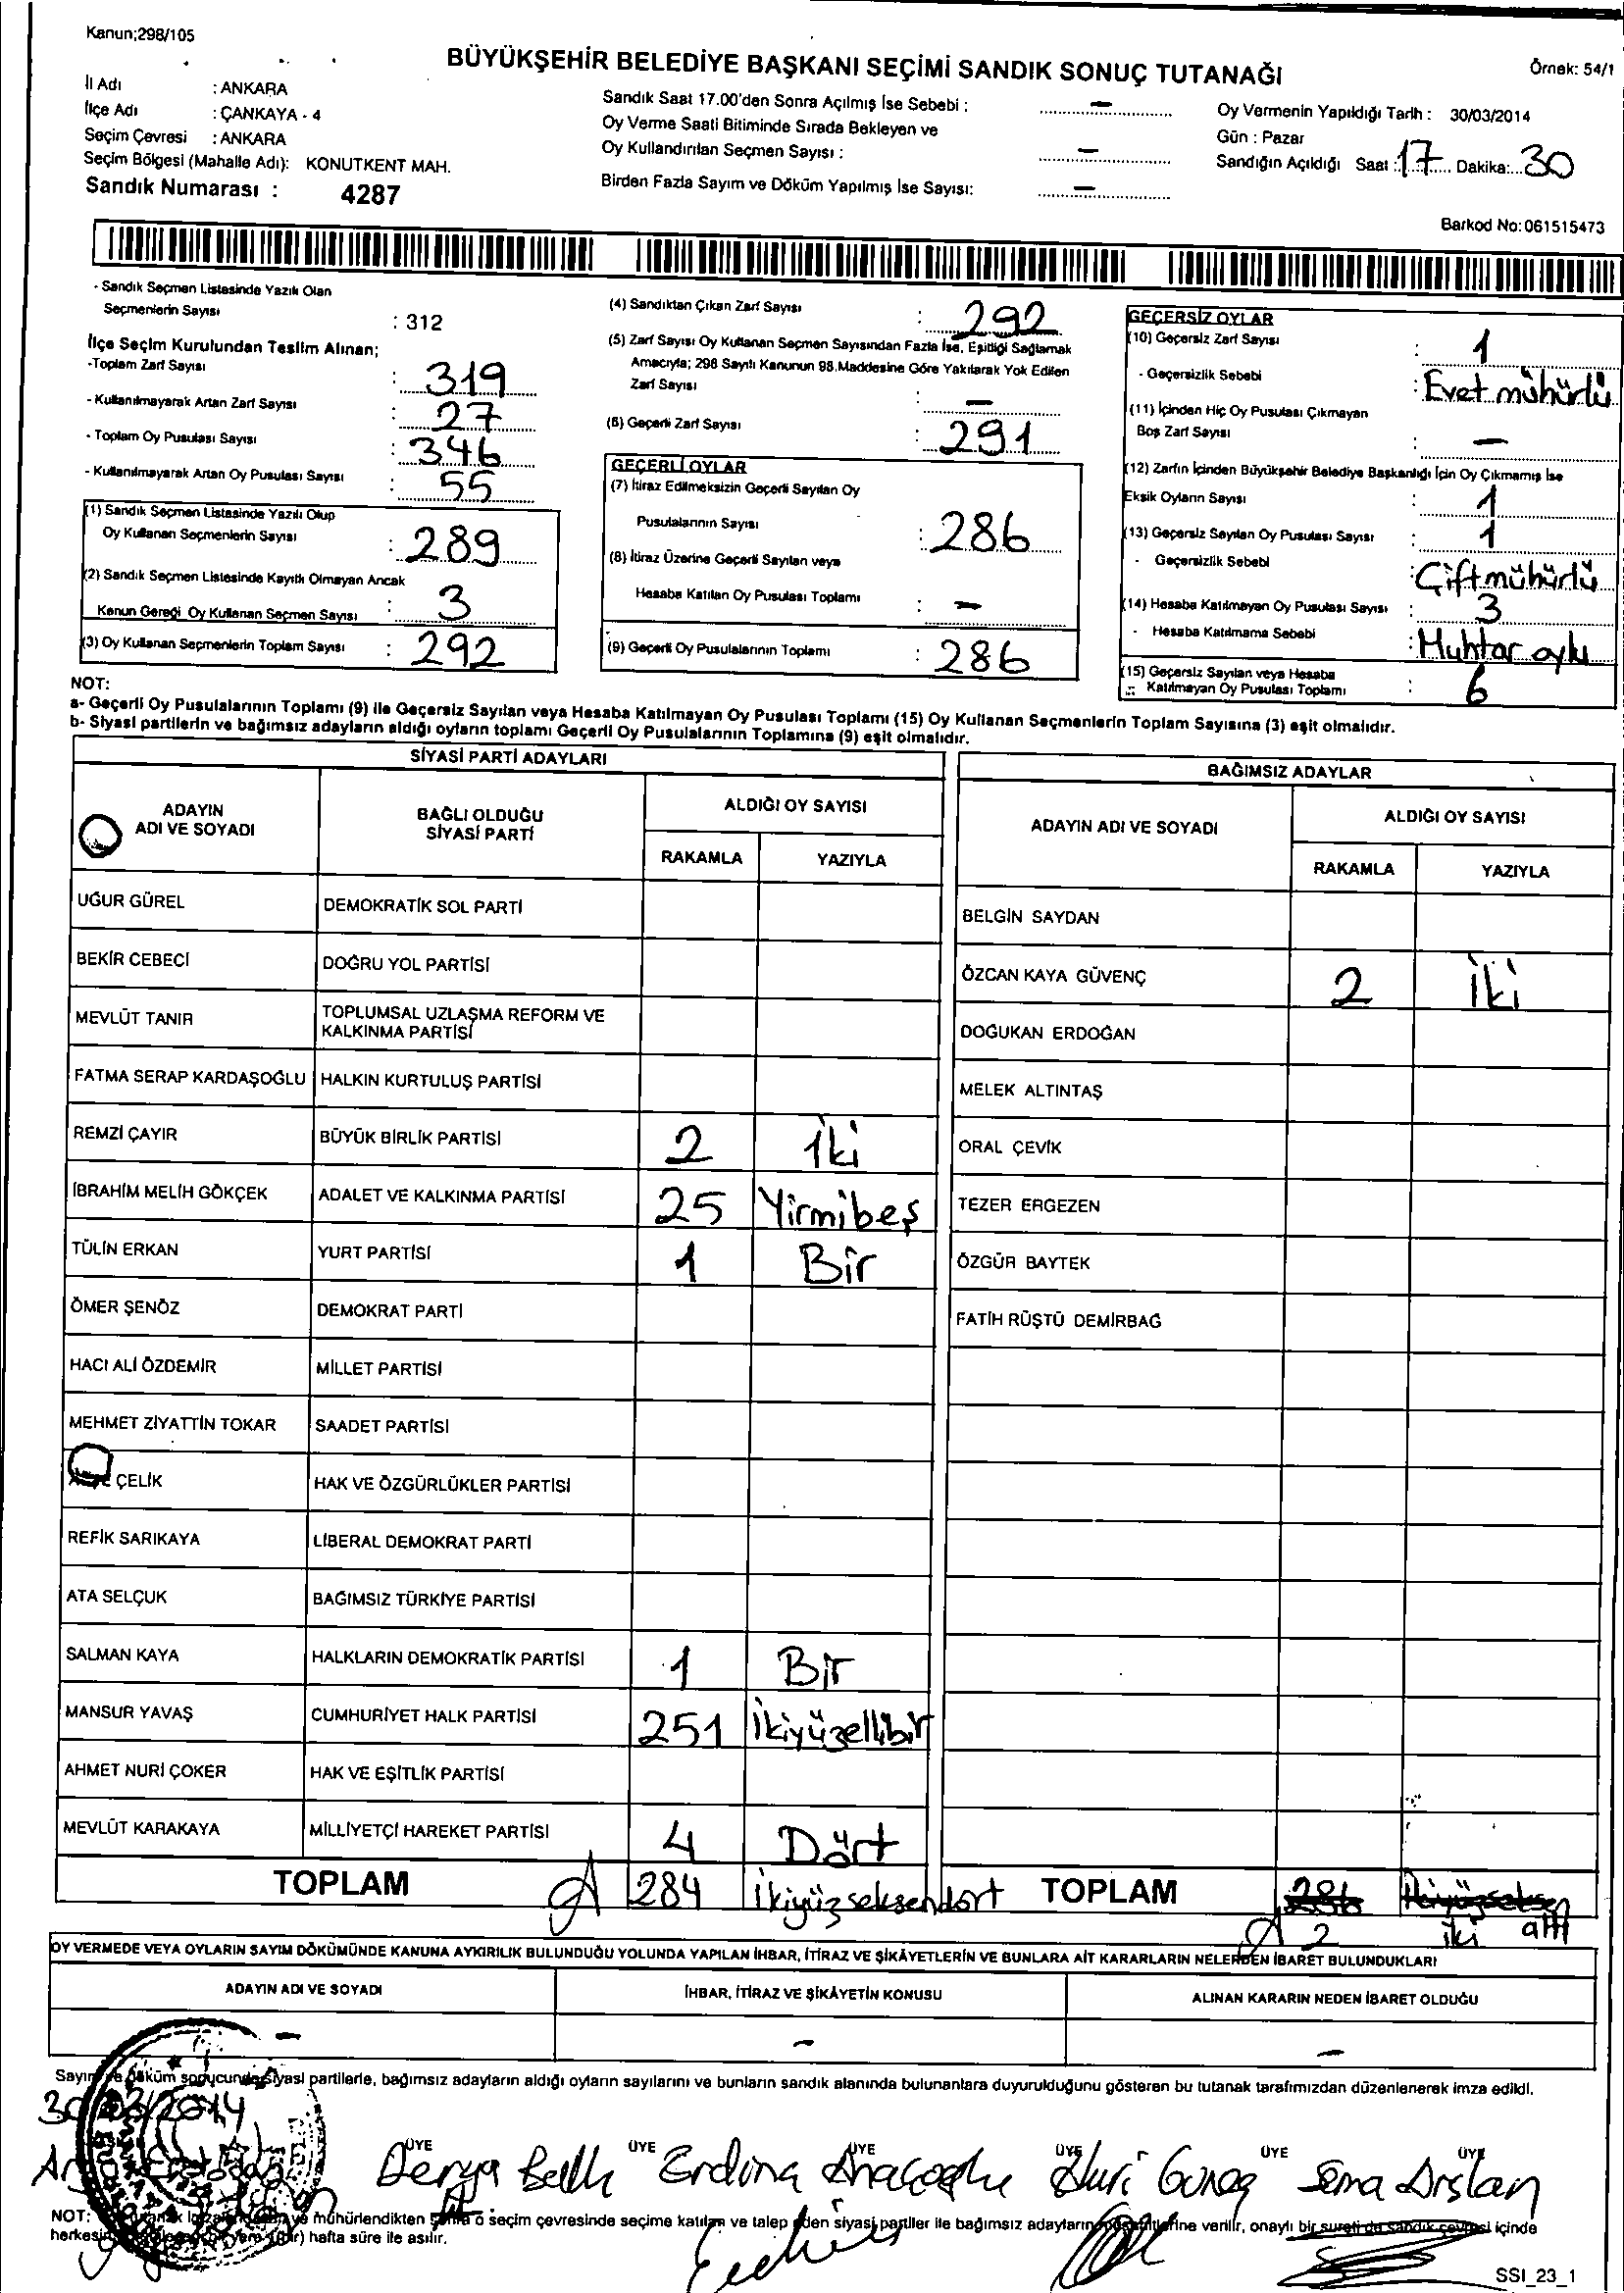 Kanun;298/105
BÜYÜKŞEHİR BELEDİYE BAŞKANI SEÇİMİ SANDIK SONUÇ TUTANAĞI
Örnek: 54/1
İl Adı : ANKARA
İlçe Adı : ÇANKAYA - 4
Seçim Çevresi : ANKARA
Seçim Bölgesi (Mahalle Adı): KONUTKENT MAH.
Sandık Numarası : 4287
Sandık Saat 17.00'den Sonra Açılmış İse Sebebi : –
Oy Verme Saati Bitiminde Sırada Bekleyen ve
Oy Kullandırılan Seçmen Sayısı : –
Birden Fazla Sayım ve Döküm Yapılmış İse Sayısı: –
Oy Vermenin Yapıldığı Tarih : 30/03/2014
Gün : Pazar
Sandığın Açıldığı Saat : 17 Dakika: 30
Barkod No: 061515473
- Sandık Seçmen Listesinde Yazılı Olan
Seçmenlerin Sayısı : 312
İlçe Seçim Kurulundan Teslim Alınan;
-Toplam Zarf Sayısı : 319
- Kullanılmayarak Artan Zarf Sayısı : 27
- Toplam Oy Pusulası Sayısı : 346
- Kullanılmayarak Artan Oy Pusulası Sayısı : 55
(1) Sandık Seçmen Listesinde Yazılı Olup
Oy Kullanan Seçmenlerin Sayısı : 289
(2) Sandık Seçmen Listesinde Kayıtlı Olmayan Ancak
Kanun Gereği Oy Kullanan Seçmen Sayısı : 3
(3) Oy Kullanan Seçmenlerin Toplam Sayısı : 292
(4) Sandıktan Çıkan Zarf Sayısı : 292
(5) Zarf Sayısı Oy Kullanan Seçmen Sayısından Fazla İse, Eşitliği Sağlamak
Amacıyla; 298 Sayılı Kanunun 98.Maddesine Göre Yakılarak Yok Edilen
Zarf Sayısı : –
(6) Geçerli Zarf Sayısı : 291
GEÇERLİ OYLAR
(7) İtiraz Edilmeksizin Geçerli Sayılan Oy
Pusulalarının Sayısı : 286
(8) İtiraz Üzerine Geçerli Sayılan veya
Hesaba Katılan Oy Pusulası Toplamı : –
(9) Geçerli Oy Pusulalarının Toplamı : 286
GEÇERSİZ OYLAR
(10) Geçersiz Zarf Sayısı : 1
- Geçersizlik Sebebi : Evet mühürlü
(11) İçinden Hiç Oy Pusulası Çıkmayan
Boş Zarf Sayısı : –
(12) Zarfın İçinden Büyükşehir Belediye Başkanlığı İçin Oy Çıkmamış İse
Eksik Oyların Sayısı : 1
(13) Geçersiz Sayılan Oy Pusulası Sayısı : 1
- Geçersizlik Sebebi : Çift mühürlü
(14) Hesaba Katılmayan Oy Pusulası Sayısı : 3
- Hesaba Katılmama Sebebi : Muhtar oylu
(15) Geçersiz Sayılan veya Hesaba
Katılmayan Oy Pusulası Toplamı : 6
NOT:
a- Geçerli Oy Pusulalarının Toplamı (9) ile Geçersiz Sayılan veya Hesaba Katılmayan Oy Pusulası Toplamı (15) Oy Kullanan Seçmenlerin Toplam Sayısına (3) eşit olmalıdır.
b- Siyasi partilerin ve bağımsız adayların aldığı oyların toplamı Geçerli Oy Pusulalarının Toplamına (9) eşit olmalıdır.
SİYASİ PARTİ ADAYLARI
ADAYIN ADI VE SOYADI BAĞLI OLDUĞU SİYASİ PARTİ ALDIĞI OY SAYISI
RAKAMLA YAZIYLA
UĞUR GÜREL DEMOKRATİK SOL PARTİ
BEKİR CEBECİ DOĞRU YOL PARTİSİ
MEVLÜT TANIR TOPLUMSAL UZLAŞMA REFORM VE KALKINMA PARTİSİ
FATMA SERAP KARDAŞOĞLU HALKIN KURTULUŞ PARTİSİ
REMZİ ÇAYIR BÜYÜK BİRLİK PARTİSİ 2 İki
İBRAHİM MELİH GÖKÇEK ADALET VE KALKINMA PARTİSİ 25 Yirmibeş
TÜLİN ERKAN YURT PARTİSİ 1 Bir
ÖMER ŞENÖZ DEMOKRAT PARTİ
HACI ALİ ÖZDEMİR MİLLET PARTİSİ
MEHMET ZİYATTİN TOKAR SAADET PARTİSİ
ÇELİK HAK VE ÖZGÜRLÜKLER PARTİSİ
REFİK SARIKAYA LİBERAL DEMOKRAT PARTİ
ATA SELÇUK BAĞIMSIZ TÜRKİYE PARTİSİ
SALMAN KAYA HALKLARIN DEMOKRATİK PARTİSİ 1 Bir
MANSUR YAVAŞ CUMHURİYET HALK PARTİSİ 251 İkiyüzellibir
AHMET NURİ ÇOKER HAK VE EŞİTLİK PARTİSİ
MEVLÜT KARAKAYA MİLLİYETÇİ HAREKET PARTİSİ 4 Dört
TOPLAM 284 İkiyüzseksendört
BAĞIMSIZ ADAYLAR
ADAYIN ADI VE SOYADI ALDIĞI OY SAYISI
RAKAMLA YAZIYLA
BELGİN SAYDAN
ÖZCAN KAYA GÜVENÇ 2 İki
DOĞUKAN ERDOĞAN
MELEK ALTINTAŞ
ORAL ÇEVİK
TEZER ERGEZEN
ÖZGÜR BAYTEK
FATİH RÜŞTÜ DEMİRBAĞ
TOPLAM 286 İkiyüzseksen altı
2 iki
OY VERMEDE VEYA OYLARIN SAYIM DÖKÜMÜNDE KANUNA AYKIRILIK BULUNDUĞU YOLUNDA YAPILAN İHBAR, İTİRAZ VE ŞİKÂYETLERİN VE BUNLARA AİT KARARLARIN NELERDEN İBARET BULUNDUKLARI
ADAYIN ADI VE SOYADI İHBAR, İTİRAZ VE ŞİKÂYETİN KONUSU ALINAN KARARIN NEDEN İBARET OLDUĞU
– – –
Sayım ve döküm sonucunda siyasi partilerle, bağımsız adayların aldığı oyların sayılarını ve bunların sandık alanında bulunanlara duyurulduğunu gösteren bu tutanak tarafımızdan düzenlenerek imza edildi.
30/03/2014
ÜYE ÜYE ÜYE ÜYE ÜYE ÜYE
Derya Nuri Güneş Sema Arslan
NOT: mühürlendikten sonra o seçim çevresinde seçime katılan ve talep eden siyasi partiler ile bağımsız adayların verilir, onaylı bir sureti de sandık çevresi içinde
hafta süre ile asılır.
SSI_23_1